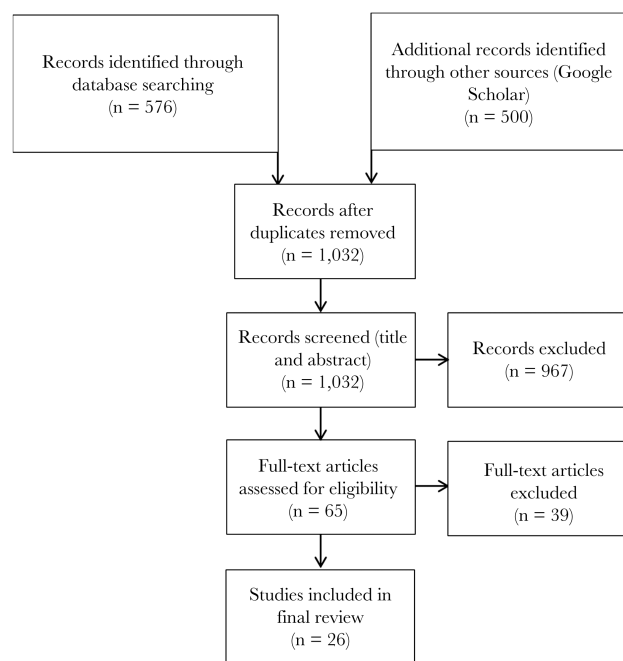 Records identified through
database searching
(n = 576)
Additional records identified
through other sources (Google
Scholar)
(n = 500)
Records after
duplicates removed
(n = 1,032)
Records screened (title
and abstract)
(n = 1,032)
Records excluded
(n = 967)
Full-text articles
assessed for eligibility
(n = 65)
Full-text articles
excluded
(n = 39)
Studies included in
final review
(n = 26)